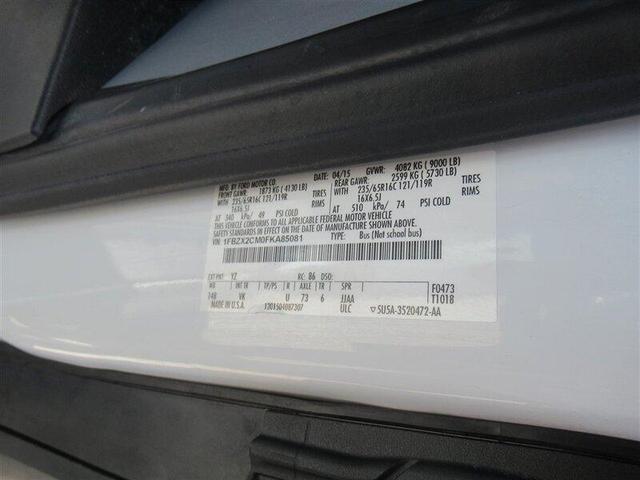 MFD. BY FORD MOTOR CO. DATE: 04/15 GVWR: 4082 KG (9000 LB)
FRONT GAWR: 1873 KG (4130 LB) REAR GAWR: 2599 KG (5730 LB)
WITH 235/65R16C 121/119R TIRES WITH 235/65R16C 121/119R TIRES
16X6.5J RIMS 16X6.5J RIMS
AT 340 kPa/ 49 PSI COLD AT 510 kPa/ 74 PSI COLD
THIS VEHICLE CONFORMS TO ALL APPLICABLE FEDERAL MOTOR VEHICLE
SAFETY STANDARDS IN EFFECT ON THE DATE OF MANUFACTURE SHOWN ABOVE.
VIN: 1FBZX2CM0FKA85081 TYPE: Bus (Not school bus)
EXT PNT: YZ RC: 86 DSO: F0473
WB INT TR TP/PS R AXLE TR SPR T1018
148 VK U 73 6 JJAA
MADE IN U.S.A. 1301504087307 ULC ▽5U5A-3520472-AA